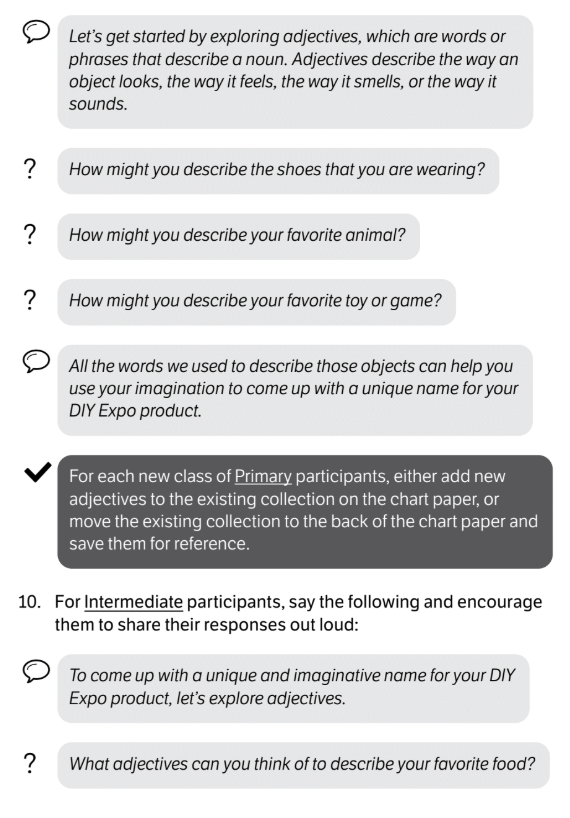 Let’s get started by exploring adjectives, which are words or
phrases that describe a noun. Adjectives describe the way an
object looks, the way it feels, the way it smells, or the way it
sounds.
? How might you describe the shoes that you are wearing?
? How might you describe your favorite animal?
? How might you describe your favorite toy or game?
All the words we used to describe those objects can help you
use your imagination to come up with a unique name for your
DIY Expo product.
For each new class of Primary participants, either add new
adjectives to the existing collection on the chart paper, or
move the existing collection to the back of the chart paper and
save them for reference.
10. For Intermediate participants, say the following and encourage
them to share their responses out loud:
To come up with a unique and imaginative name for your DIY
Expo product, let’s explore adjectives.
? What adjectives can you think of to describe your favorite food?